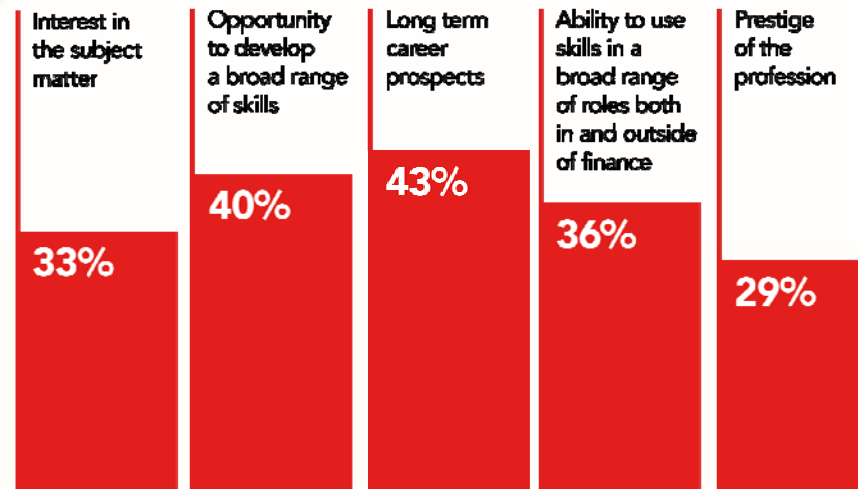 Interest in
the subject
matter
33%
Opportunity
to develop
a broad range
of skills
40%
Long term
career
prospects
43%
Ability to use
skills in a
broad range
of roles both
in and outside
of finance
36%
Prestige
of the
profession
29%